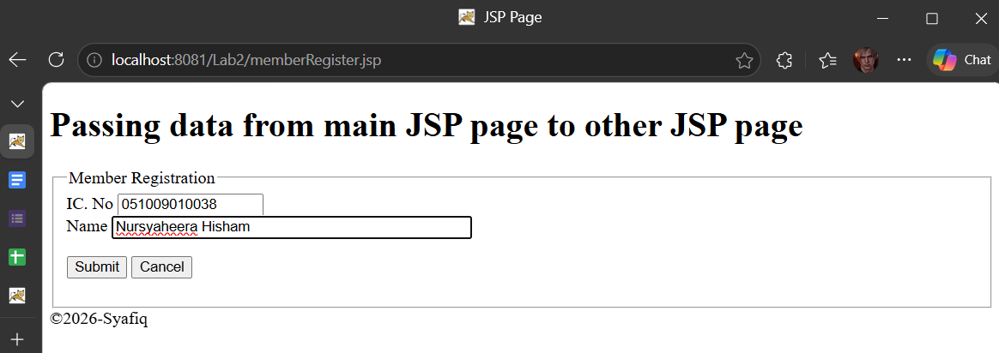 JSP Page
localhost:8081/Lab2/memberRegister.jsp
Chat
Passing data from main JSP page to other JSP page
Member Registration
IC. No 051009010038
Name Nursyaheera Hisham
Submit Cancel
©2026-Syafiq